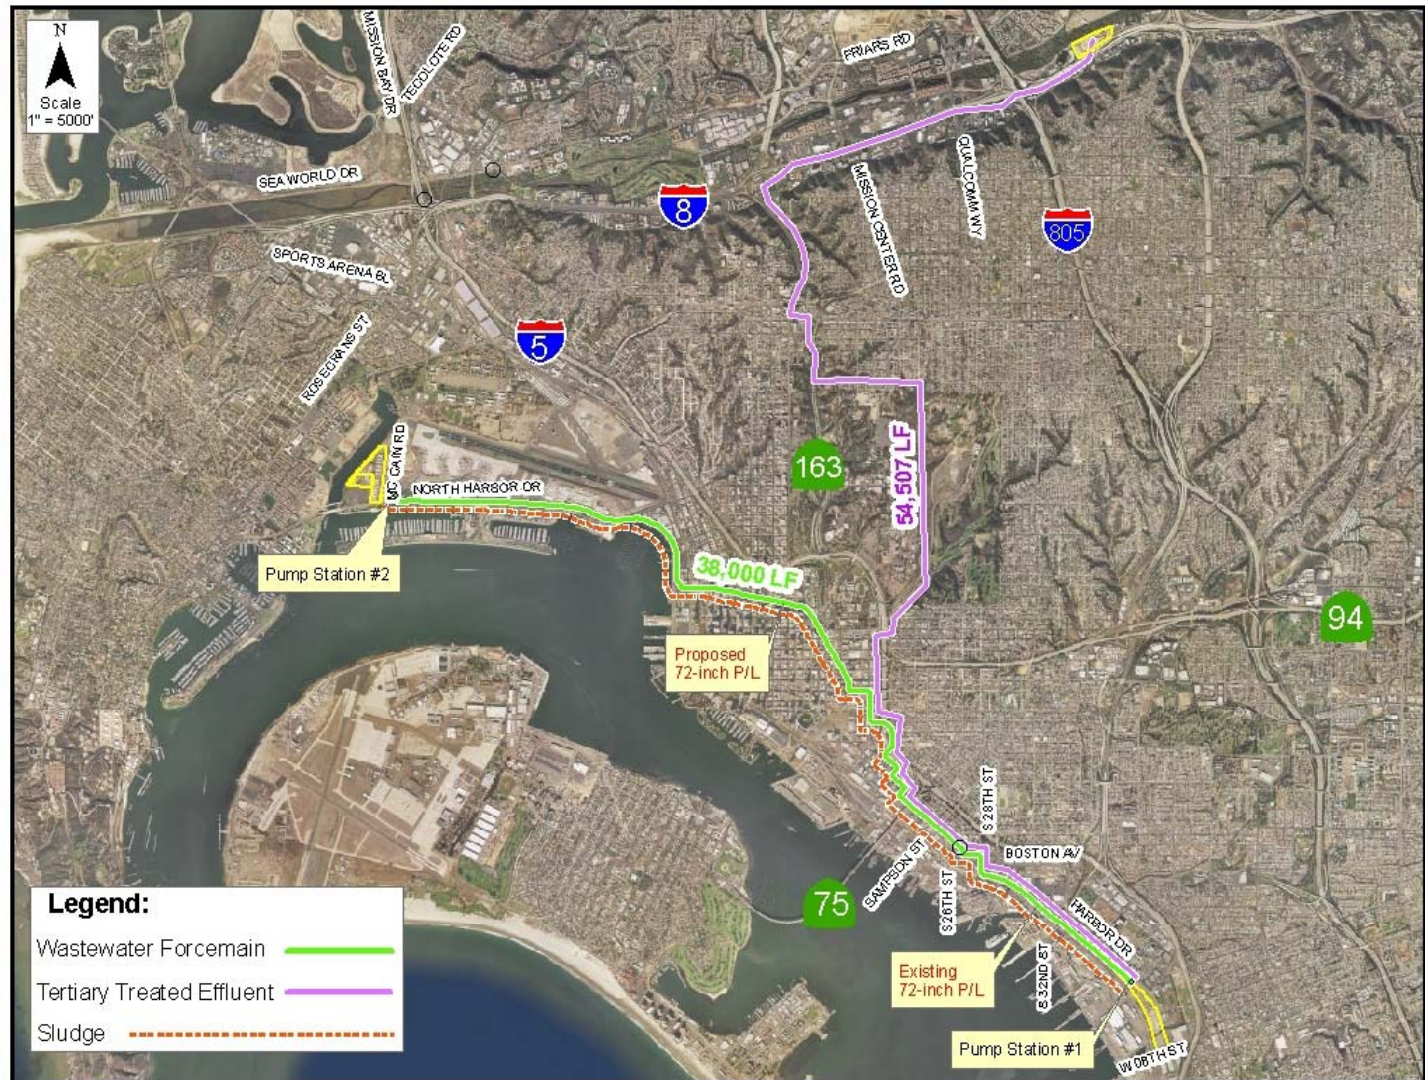 N
Scale
1" = 5000'
MISSION BAY DR
TECOLOTE RD
FRIARS RD
SEA WORLD DR
8
QUALCOMM WY
MISSION CENTER RD
805
SPORTS ARENA BL
5
ROSECRANS ST
163
MC CAIN RD
NORTH HARBOR DR
54,507 LF
Pump Station #2
38,000 LF
94
Proposed
72-inch P/L
S 28TH ST
BOSTON AV
SAMPSON ST
75
S 26TH ST
HARBOR DR
Existing
72-inch P/L
S 32ND ST
Pump Station #1
W 08TH ST
Legend:
Wastewater Forcemain
Tertiary Treated Effluent
Sludge